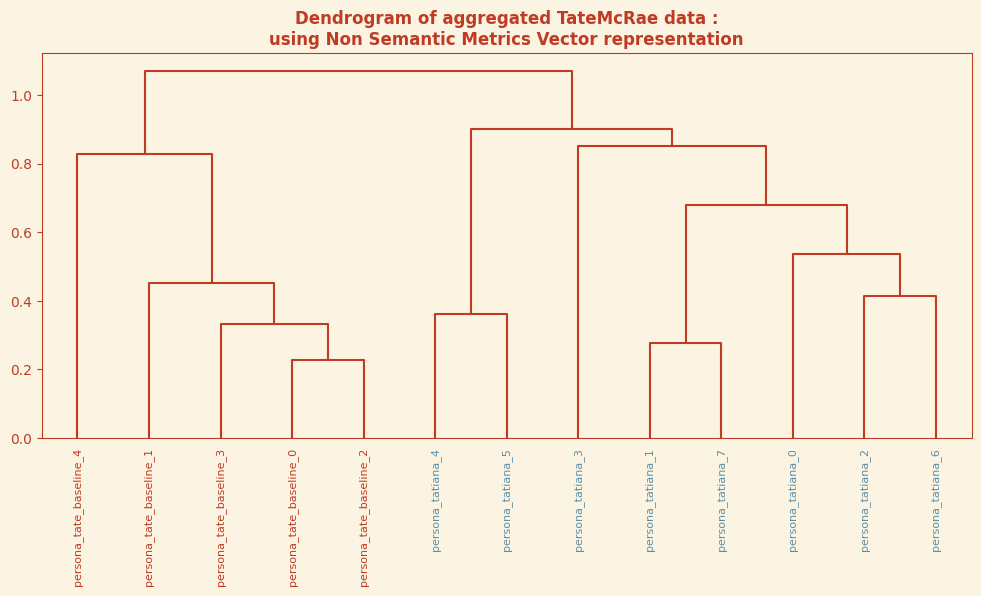 Dendrogram of aggregated TateMcRae data :
using Non Semantic Metrics Vector representation
1.0
0.8
0.6
0.4
0.2
0.0
persona_tate_baseline_4
persona_tate_baseline_1
persona_tate_baseline_3
persona_tate_baseline_0
persona_tate_baseline_2
persona_tatiana_4
persona_tatiana_5
persona_tatiana_3
persona_tatiana_1
persona_tatiana_7
persona_tatiana_0
persona_tatiana_2
persona_tatiana_6